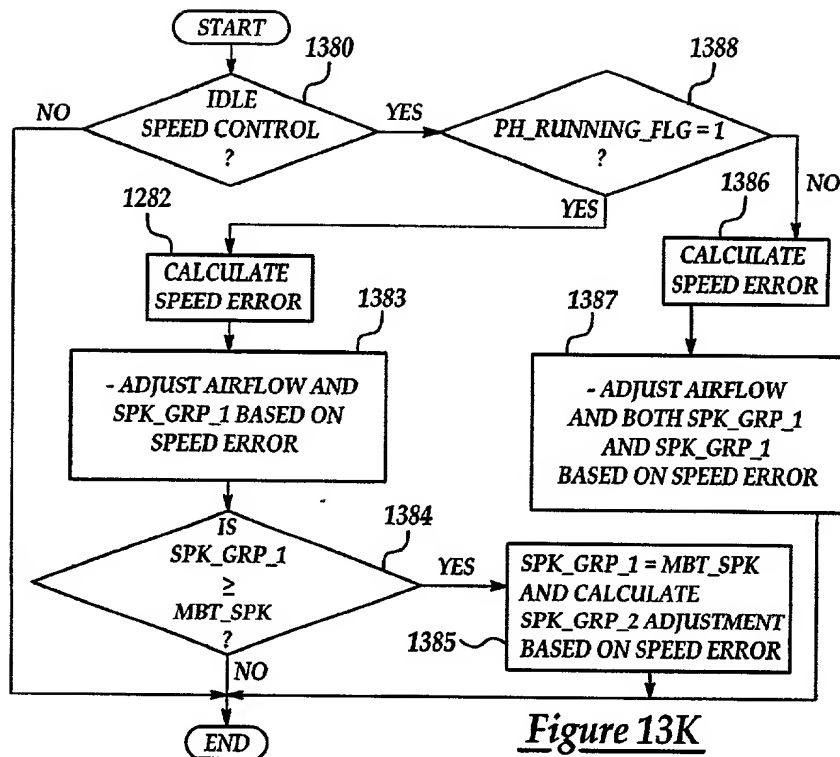 START
1380
IDLE
SPEED CONTROL
?
NO
YES
1388
PH_RUNNING_FLG = 1
?
YES
NO
1282
CALCULATE
SPEED ERROR
1386
CALCULATE
SPEED ERROR
1383
- ADJUST AIRFLOW AND
SPK_GRP_1 BASED ON
SPEED ERROR
1387
- ADJUST AIRFLOW
AND BOTH SPK_GRP_1
AND SPK_GRP_1
BASED ON SPEED ERROR
1384
IS
SPK_GRP_1
≥
MBT_SPK
?
YES
NO
SPK_GRP_1 = MBT_SPK
AND CALCULATE
SPK_GRP_2 ADJUSTMENT
BASED ON SPEED ERROR
1385
END
Figure 13K